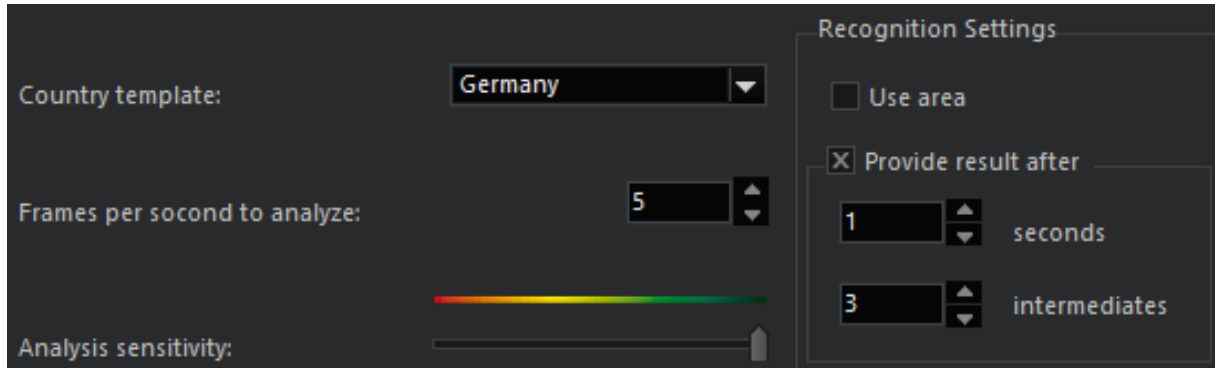 Country template:
Germany
Frames per socond to analyze:
5
Analysis sensitivity:
Recognition Settings
Use area
X Provide result after
1 seconds
3 intermediates